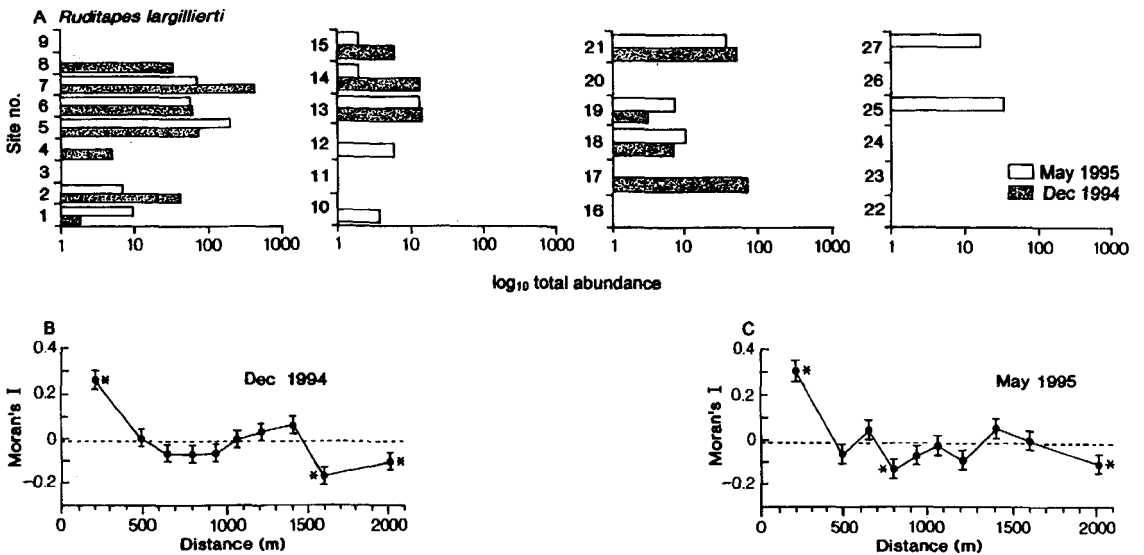 A Ruditapes largillierti
Site no.
9
8
7
6
5
4
3
2
1
1 10 100 1000
15
14
13
12
11
10
1 10 100 1000
21
20
19
18
17
16
1 10 100 1000
27
26
25
24
23
22
1 10 100 1000
May 1995
Dec 1994
log₁₀ total abundance
B
Dec 1994
Moran's I
0.4
0.2
0
−0.2
0 500 1000 1500 2000
Distance (m)
C
May 1995
Moran's I
0.4
0.2
0
−0.2
0 500 1000 1500 2000
Distance (m)